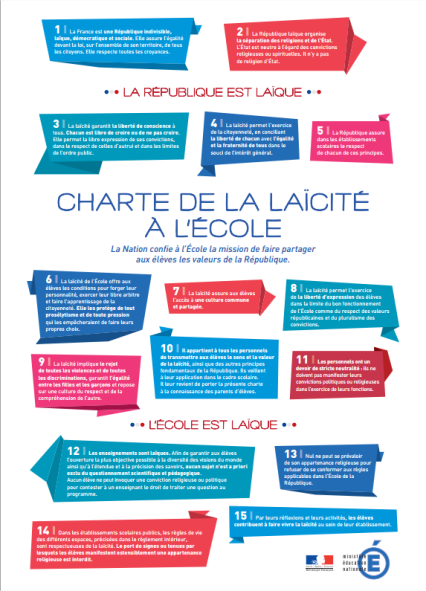 1 | La France est une République indivisible,
laïque, démocratique et sociale. Elle assure l'égalité
devant la loi, sur l'ensemble de son territoire, de tous
les citoyens. Elle respecte toutes les croyances.
2 | La République laïque organise
la séparation des religions et de l'État.
L'État est neutre à l'égard des convictions
religieuses ou spirituelles. Il n'y a pas
de religion d'État.
LA RÉPUBLIQUE EST LAÏQUE
3 | La laïcité garantit la liberté de conscience à
tous. Chacun est libre de croire ou de ne pas croire.
Elle permet la libre expression de ses convictions,
dans le respect de celles d'autrui et dans les limites
de l'ordre public.
4 | La laïcité permet l'exercice
de la citoyenneté, en conciliant
la liberté de chacun avec l'égalité
et la fraternité de tous dans le
souci de l'intérêt général.
5 | La République assure
dans les établissements
scolaires le respect
de chacun de ces principes.
CHARTE DE LA LAÏCITÉ
À L'ÉCOLE
La Nation confie à l'École la mission de faire partager
aux élèves les valeurs de la République.
6 | La laïcité de l'École offre aux
élèves les conditions pour forger leur
personnalité, exercer leur libre arbitre
et faire l'apprentissage de la
citoyenneté. Elle les protège de tout
prosélytisme et de toute pression
qui les empêcheraient de faire leurs
propres choix.
7 | La laïcité assure aux élèves
l'accès à une culture commune
et partagée.
8 | La laïcité permet l'exercice
de la liberté d'expression des élèves
dans la limite du bon fonctionnement
de l'École comme du respect des valeurs
républicaines et du pluralisme des
convictions.
9 | La laïcité implique le rejet
de toutes les violences et de toutes
les discriminations, garantit l'égalité
entre les filles et les garçons et repose
sur une culture du respect et de la
compréhension de l'autre.
10 | Il appartient à tous les personnels
de transmettre aux élèves le sens et la valeur
de la laïcité, ainsi que des autres principes
fondamentaux de la République. Ils veillent
à leur application dans le cadre scolaire.
Il leur revient de porter la présente charte
à la connaissance des parents d'élèves.
11 | Les personnels ont un
devoir de stricte neutralité : ils ne
doivent pas manifester leurs
convictions politiques ou religieuses
dans l'exercice de leurs fonctions.
L'ÉCOLE EST LAÏQUE
12 | Les enseignements sont laïques. Afin de garantir aux élèves
l'ouverture la plus objective possible à la diversité des visions du monde
ainsi qu'à l'étendue et à la précision des savoirs, aucun sujet n'est a priori
exclu du questionnement scientifique et pédagogique.
Aucun élève ne peut invoquer une conviction religieuse ou politique
pour contester à un enseignant le droit de traiter une question au
programme.
13 | Nul ne peut se prévaloir
de son appartenance religieuse pour
refuser de se conformer aux règles
applicables dans l'École de la
République.
14 | Dans les établissements scolaires publics, les règles de vie
des différents espaces, précisées dans le règlement intérieur,
sont respectueuses de la laïcité. Le port de signes ou tenues par
lesquels les élèves manifestent ostensiblement une appartenance
religieuse est interdit.
15 | Par leurs réflexions et leurs activités, les élèves
contribuent à faire vivre la laïcité au sein de leur établissement.
ministère
éducation
nationale
É